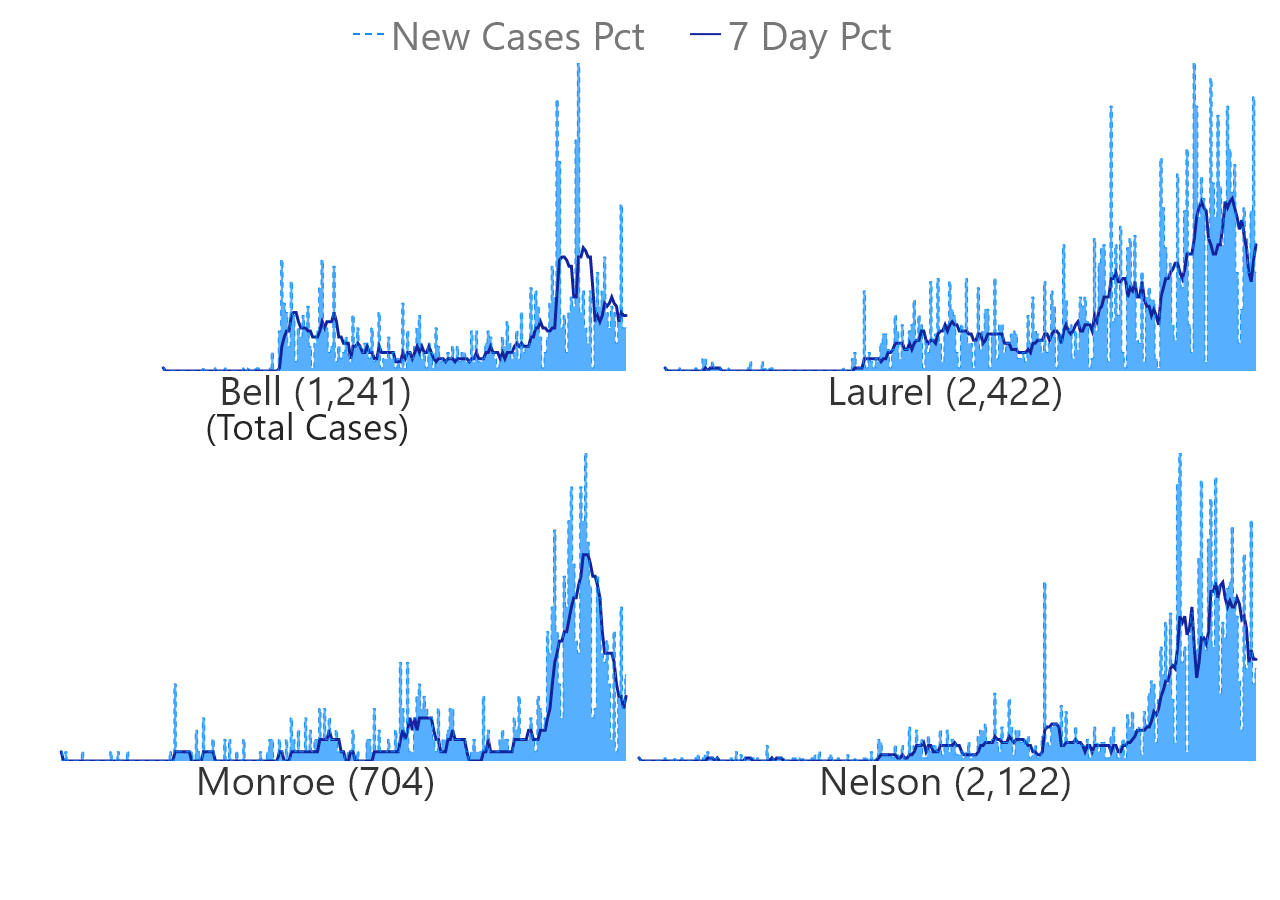 New Cases Pct 7 Day Pct
Bell (1,241)
(Total Cases)
Laurel (2,422)
Monroe (704)
Nelson (2,122)